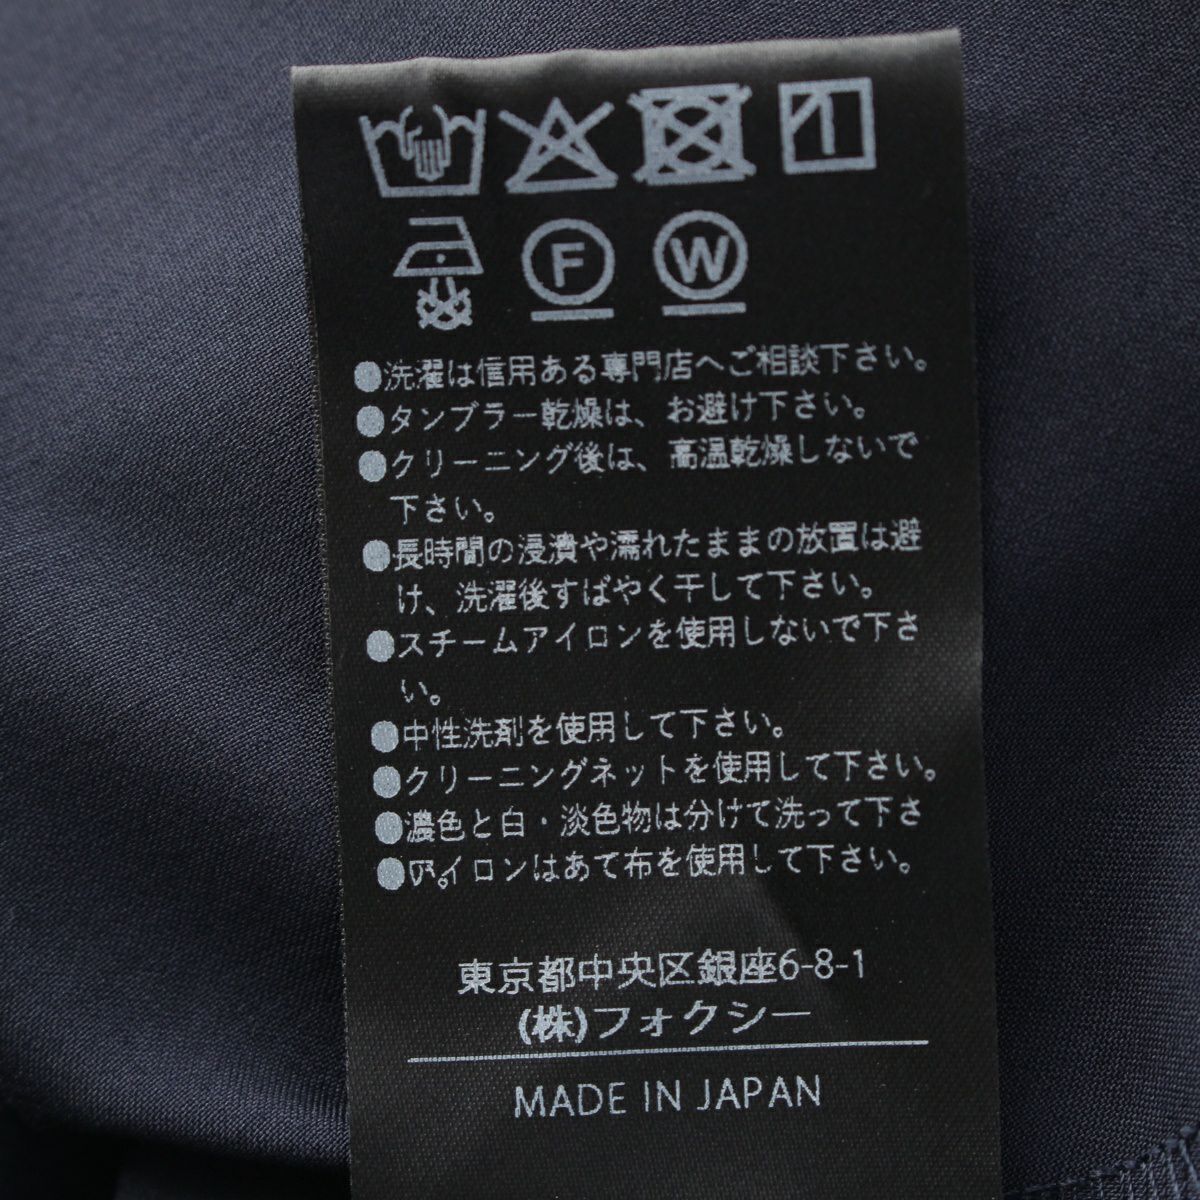 F W
●洗濯は信用ある専門店へご相談下さい。
●タンブラー乾燥は、お避け下さい。
●クリーニング後は、高温乾燥しないで
下さい。
●長時間の浸漬や濡れたままの放置は避
け、洗濯後すばやく干して下さい。
●スチームアイロンを使用しないで下さ
い。
●中性洗剤を使用して下さい。
●クリーニングネットを使用して下さい。
●濃色と白・淡色物は分けて洗って下さ
い。
●アイロンはあて布を使用して下さい。
東京都中央区銀座6-8-1
(株)フォクシー
MADE IN JAPAN